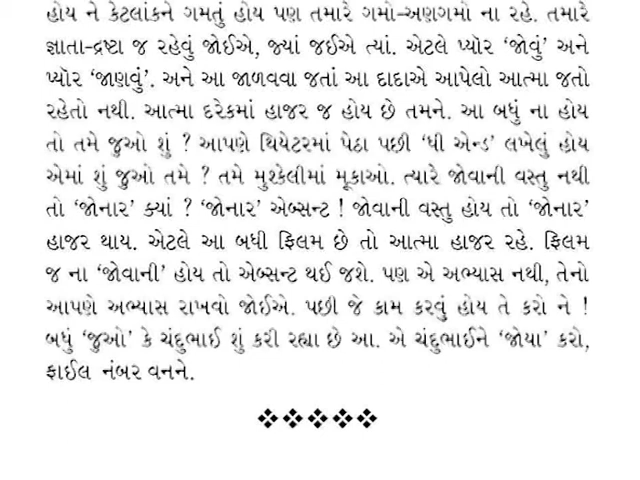 હોય ને કેટલાંકને ગમતું હોય પણ તમારે ગમો-અણગમો ના રહે. તમારે
જ્ઞાતા-દ્રષ્ટા જ રહેવું જોઈએ, જ્યાં જઈએ ત્યાં. એટલે પ્યૉર ‘જોવું’ અને
પ્યૉર ‘જાણવું’. અને આ જાળવવા જતાં આ દાદાએ આપેલો આત્મા જતો
રહેતો નથી. આત્મા દરેકમાં હાજર જ હોય છે તમને. આ બધું ના હોય
તો તમે જુઓ શું ? આપણે થિયેટરમાં પેઠા પછી ‘ધી એન્ડ’ લખેલું હોય
એમાં શું જુઓ તમે ? તમે મુશ્કેલીમાં મૂકાઓ. ત્યારે જોવાની વસ્તુ નથી
તો ‘જોનાર’ ક્યાં ? ‘જોનાર’ એબ્સન્ટ ! જોવાની વસ્તુ હોય તો ‘જોનાર’
હાજર થાય. એટલે આ બધી ફિલમ છે તો આત્મા હાજર રહે. ફિલમ
જ ના ‘જોવાની’ હોય તો એબ્સન્ટ થઈ જશે. પણ એ અભ્યાસ નથી, તેનો
આપણે અભ્યાસ રાખવો જોઈએ. પછી જે કામ કરવું હોય તે કરો ને !
બધું ‘જુઓ’ કે ચંદુભાઈ શું કરી રહ્યા છે આ. એ ચંદુભાઈને ‘જોયા’ કરો,
ફાઈલ નંબર વનને.